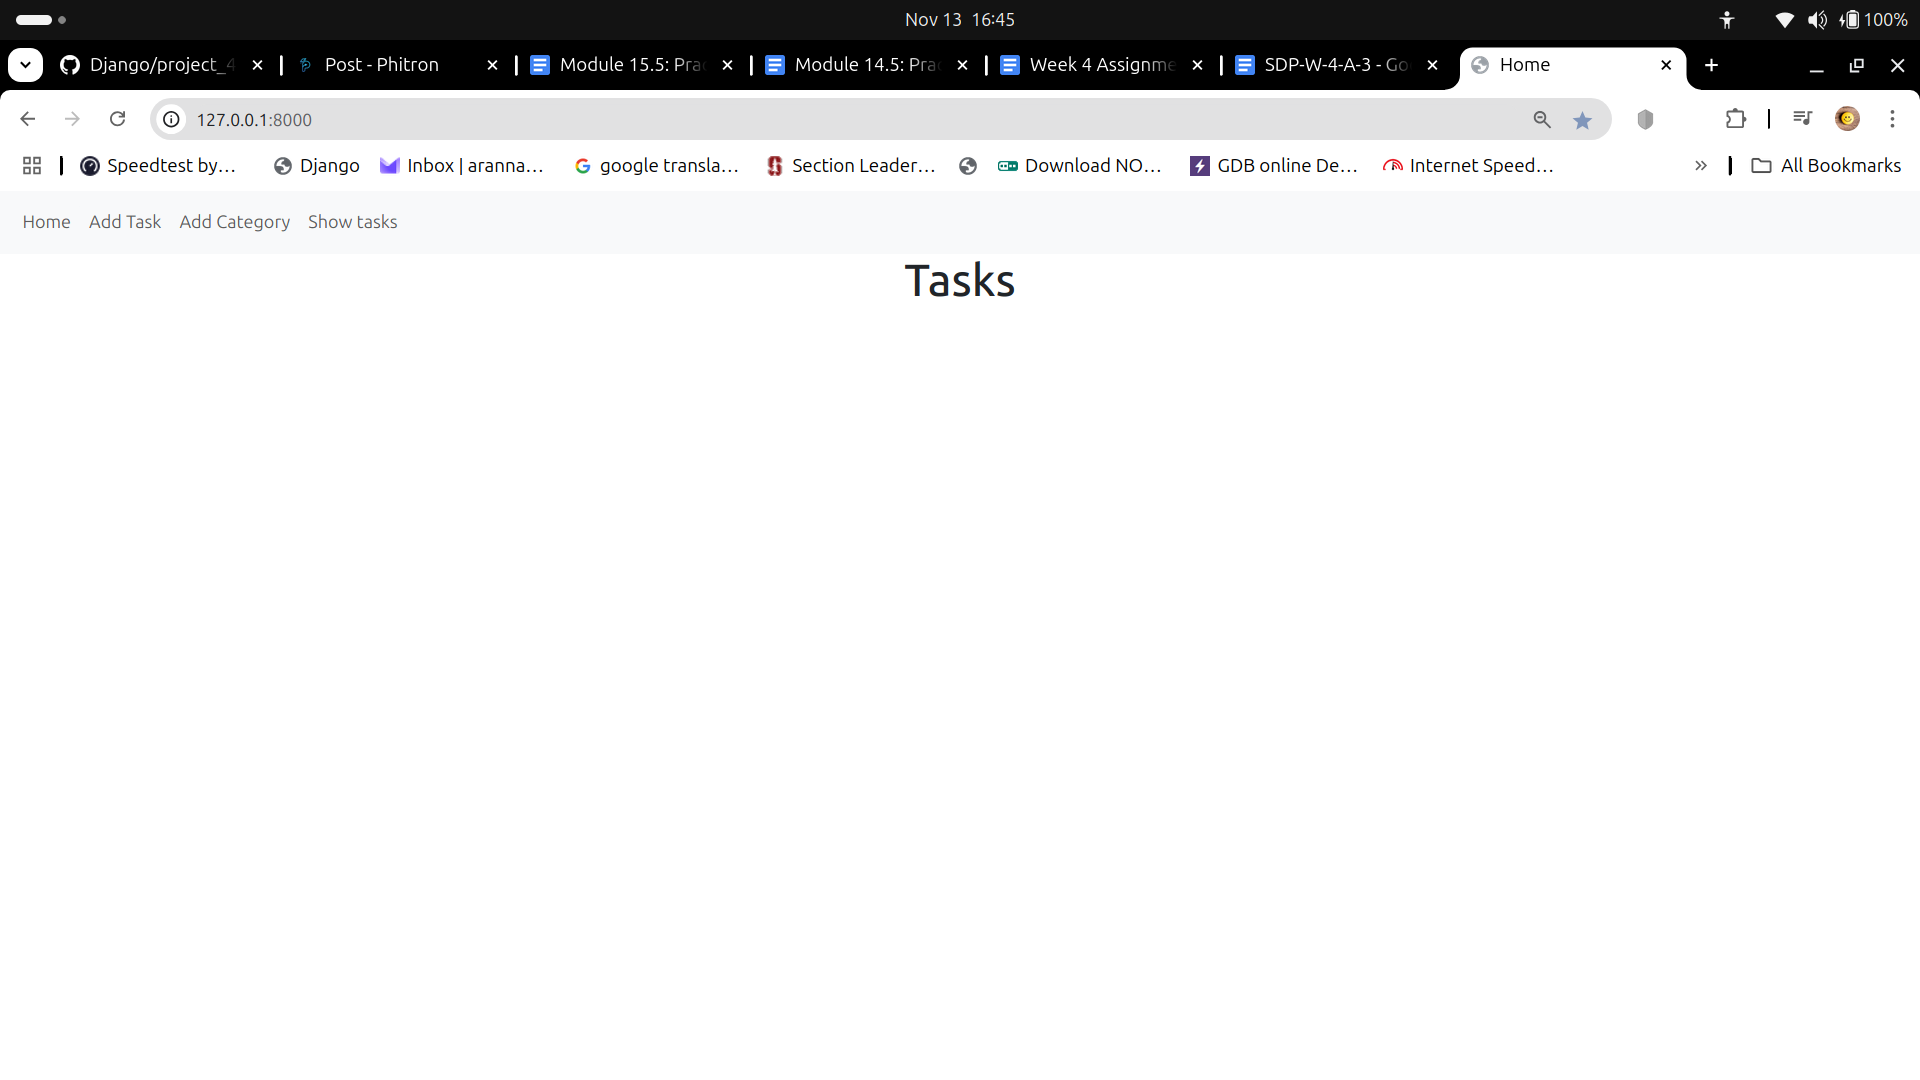 Nov 13 16:45
100%
Django/project_4
Post - Phitron
Module 15.5: Prac
Module 14.5: Prac
Week 4 Assignme
SDP-W-4-A-3 - Go
Home
127.0.0.1:8000
Speedtest by...
Django
Inbox | aranna...
google transla...
Section Leader...
Download NO...
GDB online De...
Internet Speed...
All Bookmarks
Home
Add Task
Add Category
Show tasks
Tasks